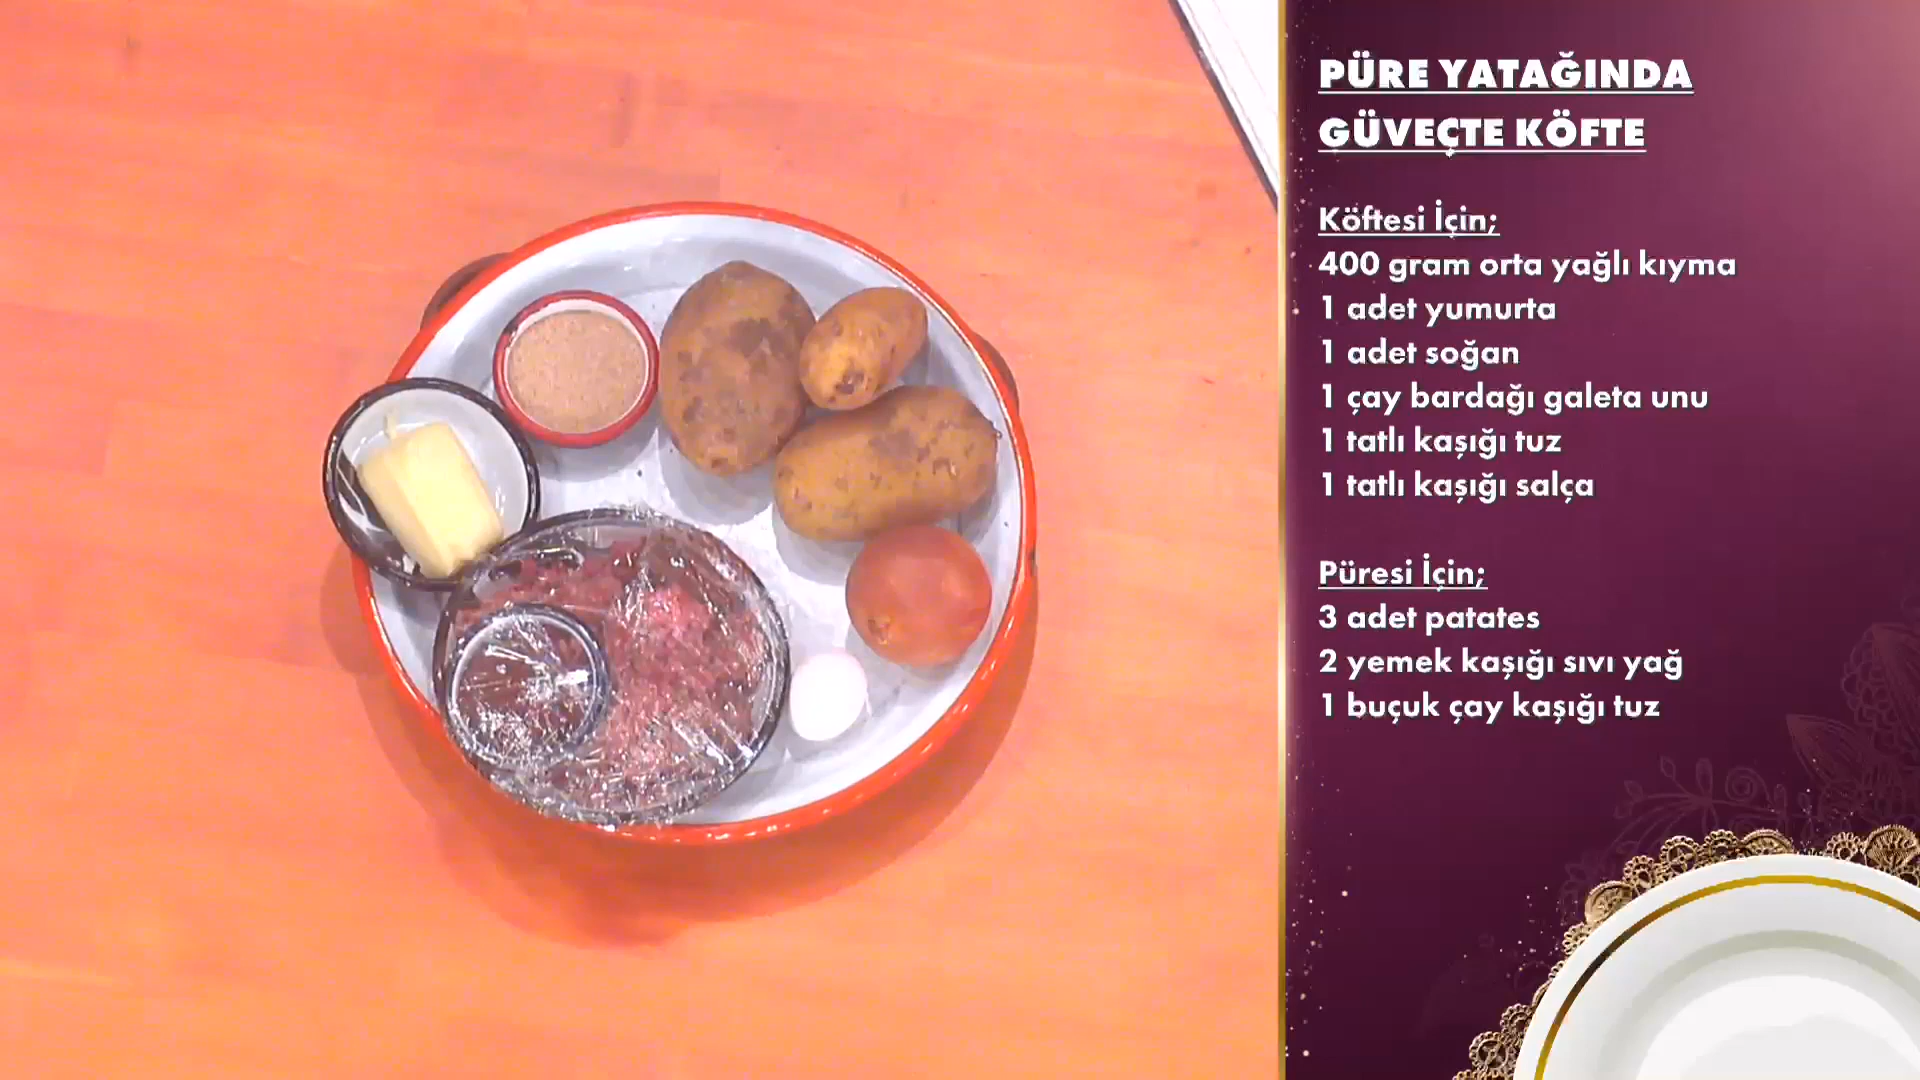 PÜRE YATAĞINDA
GÜVEÇTE KÖFTE
Köftesi İçin;
400 gram orta yağlı kıyma
1 adet yumurta
1 adet soğan
1 çay bardağı galeta unu
1 tatlı kaşığı tuz
1 tatlı kaşığı salça
Püresi İçin;
3 adet patates
2 yemek kaşığı sıvı yağ
1 buçuk çay kaşığı tuz